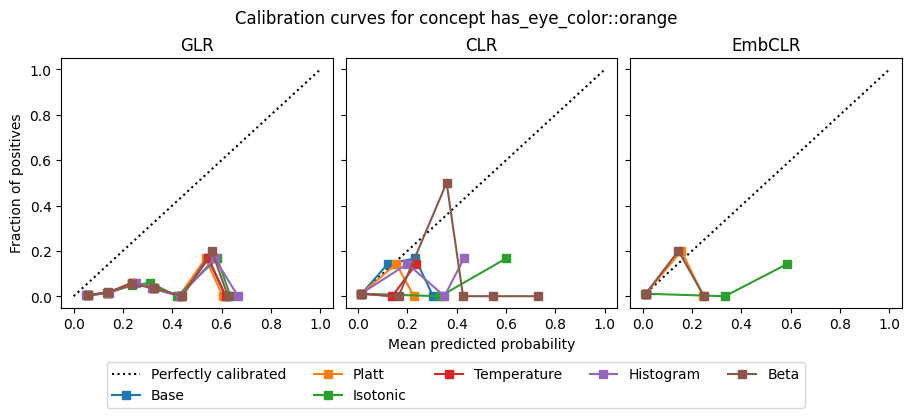 Calibration curves for concept has_eye_color::orange
GLR
CLR
EmbCLR
Fraction of positives
1.0
0.8
0.6
0.4
0.2
0.0
0.0 0.2 0.4 0.6 0.8 1.0
0.0 0.2 0.4 0.6 0.8 1.0
0.0 0.2 0.4 0.6 0.8 1.0
Mean predicted probability
Perfectly calibrated
Base
Platt
Isotonic
Temperature
Histogram
Beta